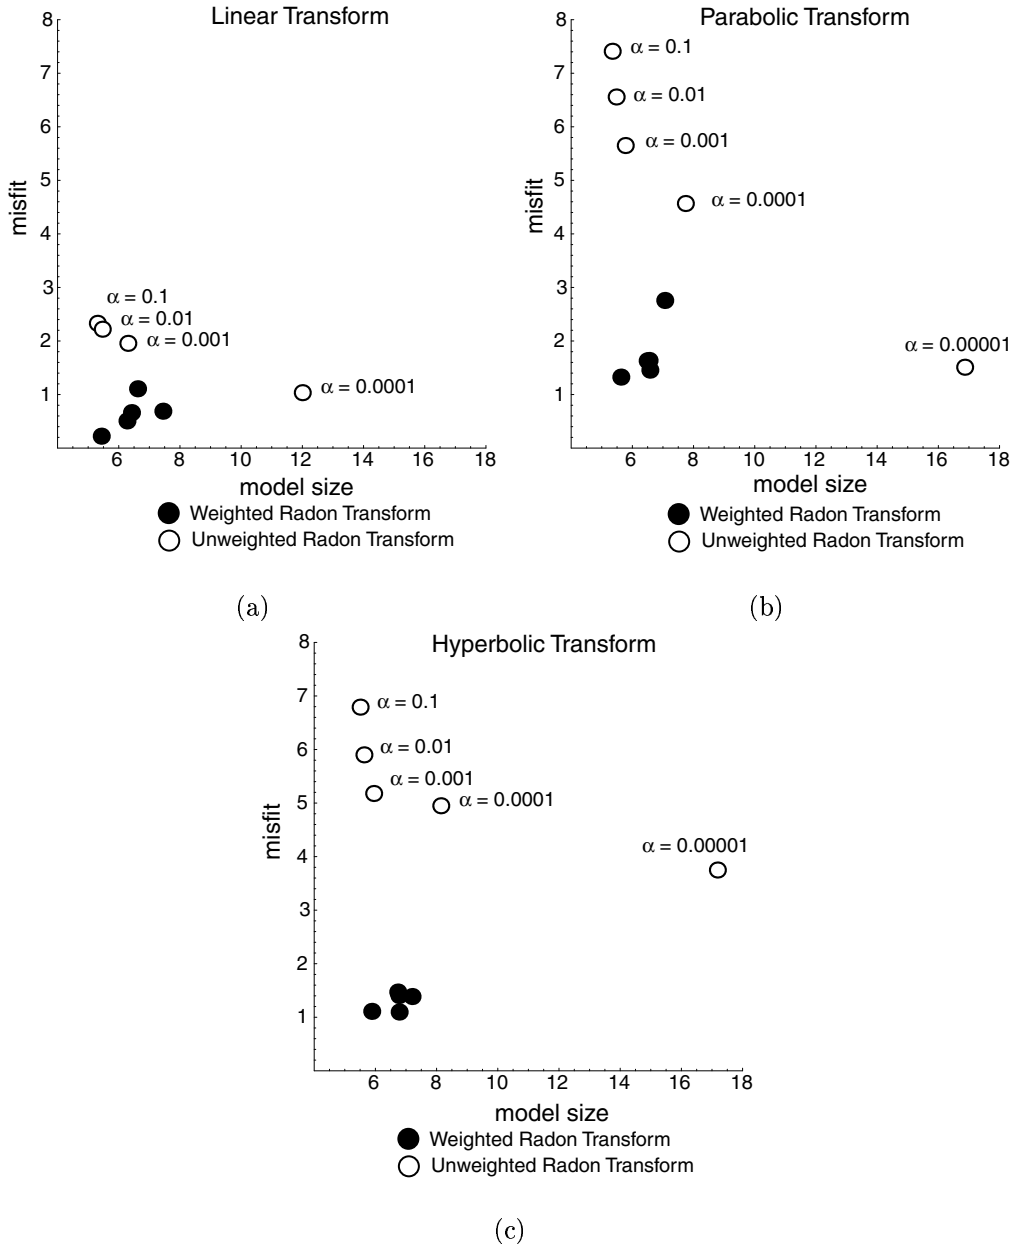 Linear Transform
8
7
6
5
4
3
2
1
misfit
α = 0.1
α = 0.01
α = 0.001
α = 0.0001
6 8 10 12 14 16 18
model size
Weighted Radon Transform
Unweighted Radon Transform
(a)
Parabolic Transform
8
7
6
5
4
3
2
1
misfit
α = 0.1
α = 0.01
α = 0.001
α = 0.0001
α = 0.00001
6 8 10 12 14 16 18
model size
Weighted Radon Transform
Unweighted Radon Transform
(b)
Hyperbolic Transform
8
7
6
5
4
3
2
1
misfit
α = 0.1
α = 0.01
α = 0.001
α = 0.0001
α = 0.00001
6 8 10 12 14 16 18
model size
Weighted Radon Transform
Unweighted Radon Transform
(c)